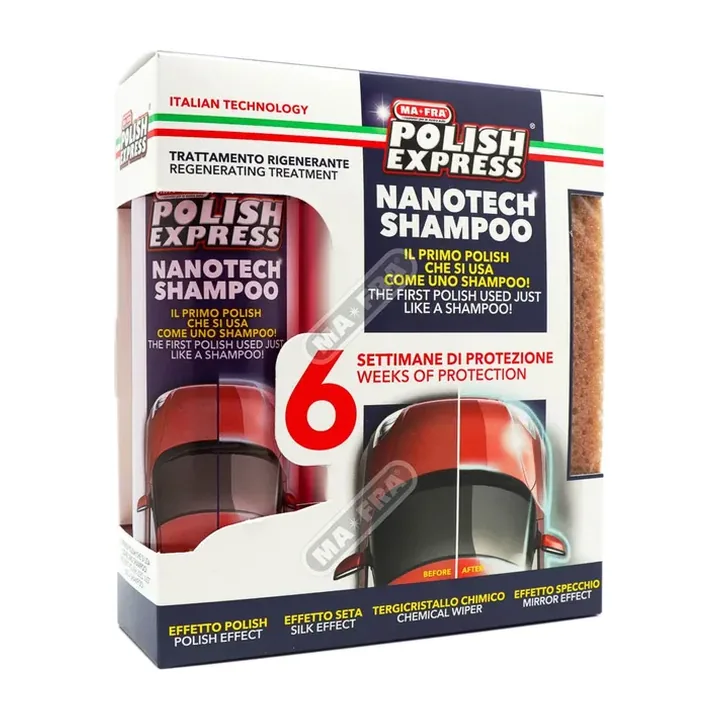 ITALIAN TECHNOLOGY
TRATTAMENTO RIGENERANTE
REGENERATING TREATMENT
MA-FRA
POLISH
EXPRESS
®
NANOTECH
SHAMPOO
IL PRIMO POLISH
CHE SI USA
COME UNO SHAMPOO!
THE FIRST POLISH USED JUST
LIKE A SHAMPOO!
POLISH
EXPRESS
NANOTECH
SHAMPOO
IL PRIMO POLISH
CHE SI USA
COME UNO SHAMPOO!
THE FIRST POLISH USED JUST
LIKE A SHAMPOO!
6
SETTIMANE DI PROTEZIONE
WEEKS OF PROTECTION
MA-FRA
MA-FRA
BEFORE
AFTER
EFFETTO POLISH
POLISH EFFECT
EFFETTO SETA
SILK EFFECT
TERGICRISTALLO CHIMICO
CHEMICAL WIPER
EFFETTO SPECCHIO
MIRROR EFFECT